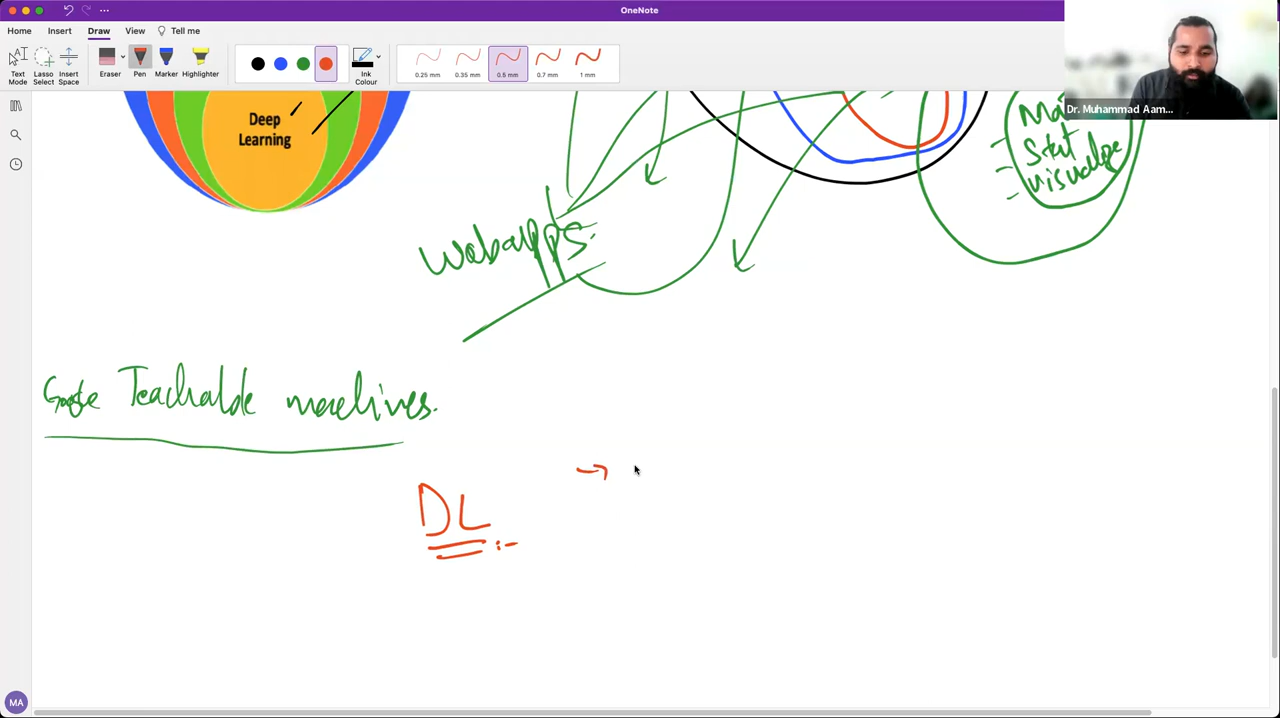 OneNote
Home Insert Draw View Tell me
Text Mode
Lasso Select
Insert Space
Eraser
Pen
Marker
Highlighter
Ink Colour
0.25 mm
0.35 mm
0.5 mm
0.7 mm
1 mm
Dr. Muhammad Aam...
Deep
Learning
Stat
visualize
Webapps.
Google Teachable machines.
→
DL :-
MA